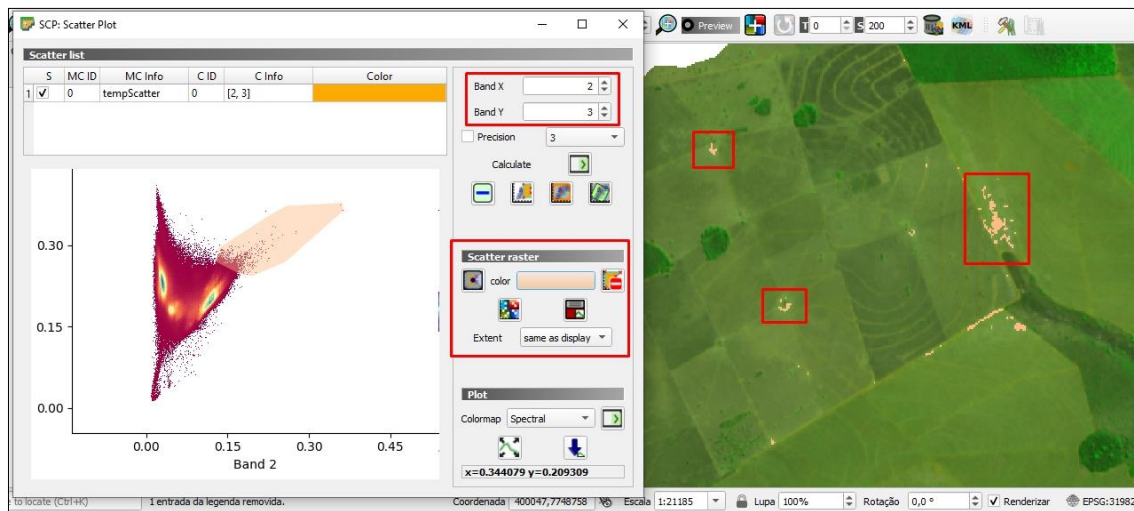 SCP: Scatter Plot
Preview
T 0
S 200
KML
Scatter list
S MC ID MC Info C ID C Info Color
1 0 tempScatter 0 [2, 3]
Band X 2
Band Y 3
Precision 3
Calculate
0.30
0.15
0.00
0.00 0.15 0.30 0.45
Band 2
Scatter raster
color
Extent same as display
Plot
Colormap Spectral
x=0.344079 y=0.209309
to locate (Ctrl+K) 1 entrada da legenda removida. Coordenada 400047,7748758 Escala 1:21185 Lupa 100% Rotação 0,0 ° Renderizar EPSG:31982